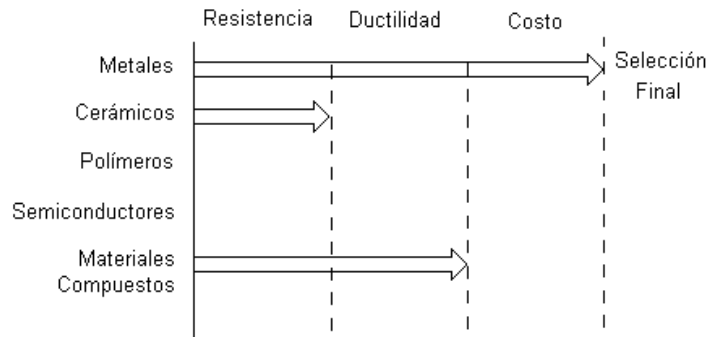 Resistencia Ductilidad Costo
Metales
Selección
Final
Cerámicos
Polímeros
Semiconductores
Materiales
Compuestos